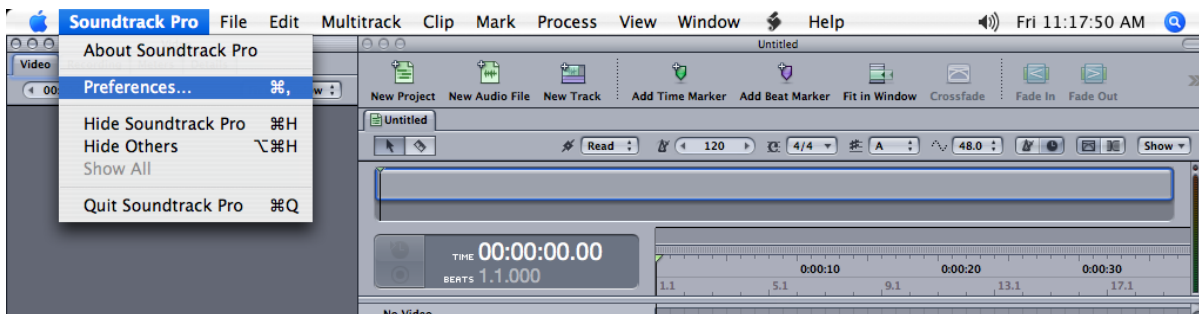 Soundtrack Pro File Edit Multitrack Clip Mark Process View Window Help Fri 11:17:50 AM
About Soundtrack Pro
Preferences... ⌘,
Hide Soundtrack Pro ⌘H
Hide Others ⌥⌘H
Show All
Quit Soundtrack Pro ⌘Q
Video
00:
w
Untitled
New Project New Audio File New Track Add Time Marker Add Beat Marker Fit in Window Crossfade Fade In Fade Out
Untitled
Read 120 4/4 A 48.0 Show
TIME 00:00:00.00
BEATS 1.1.000
0:00:10 0:00:20 0:00:30
1.1 5.1 9.1 13.1 17.1
No Video